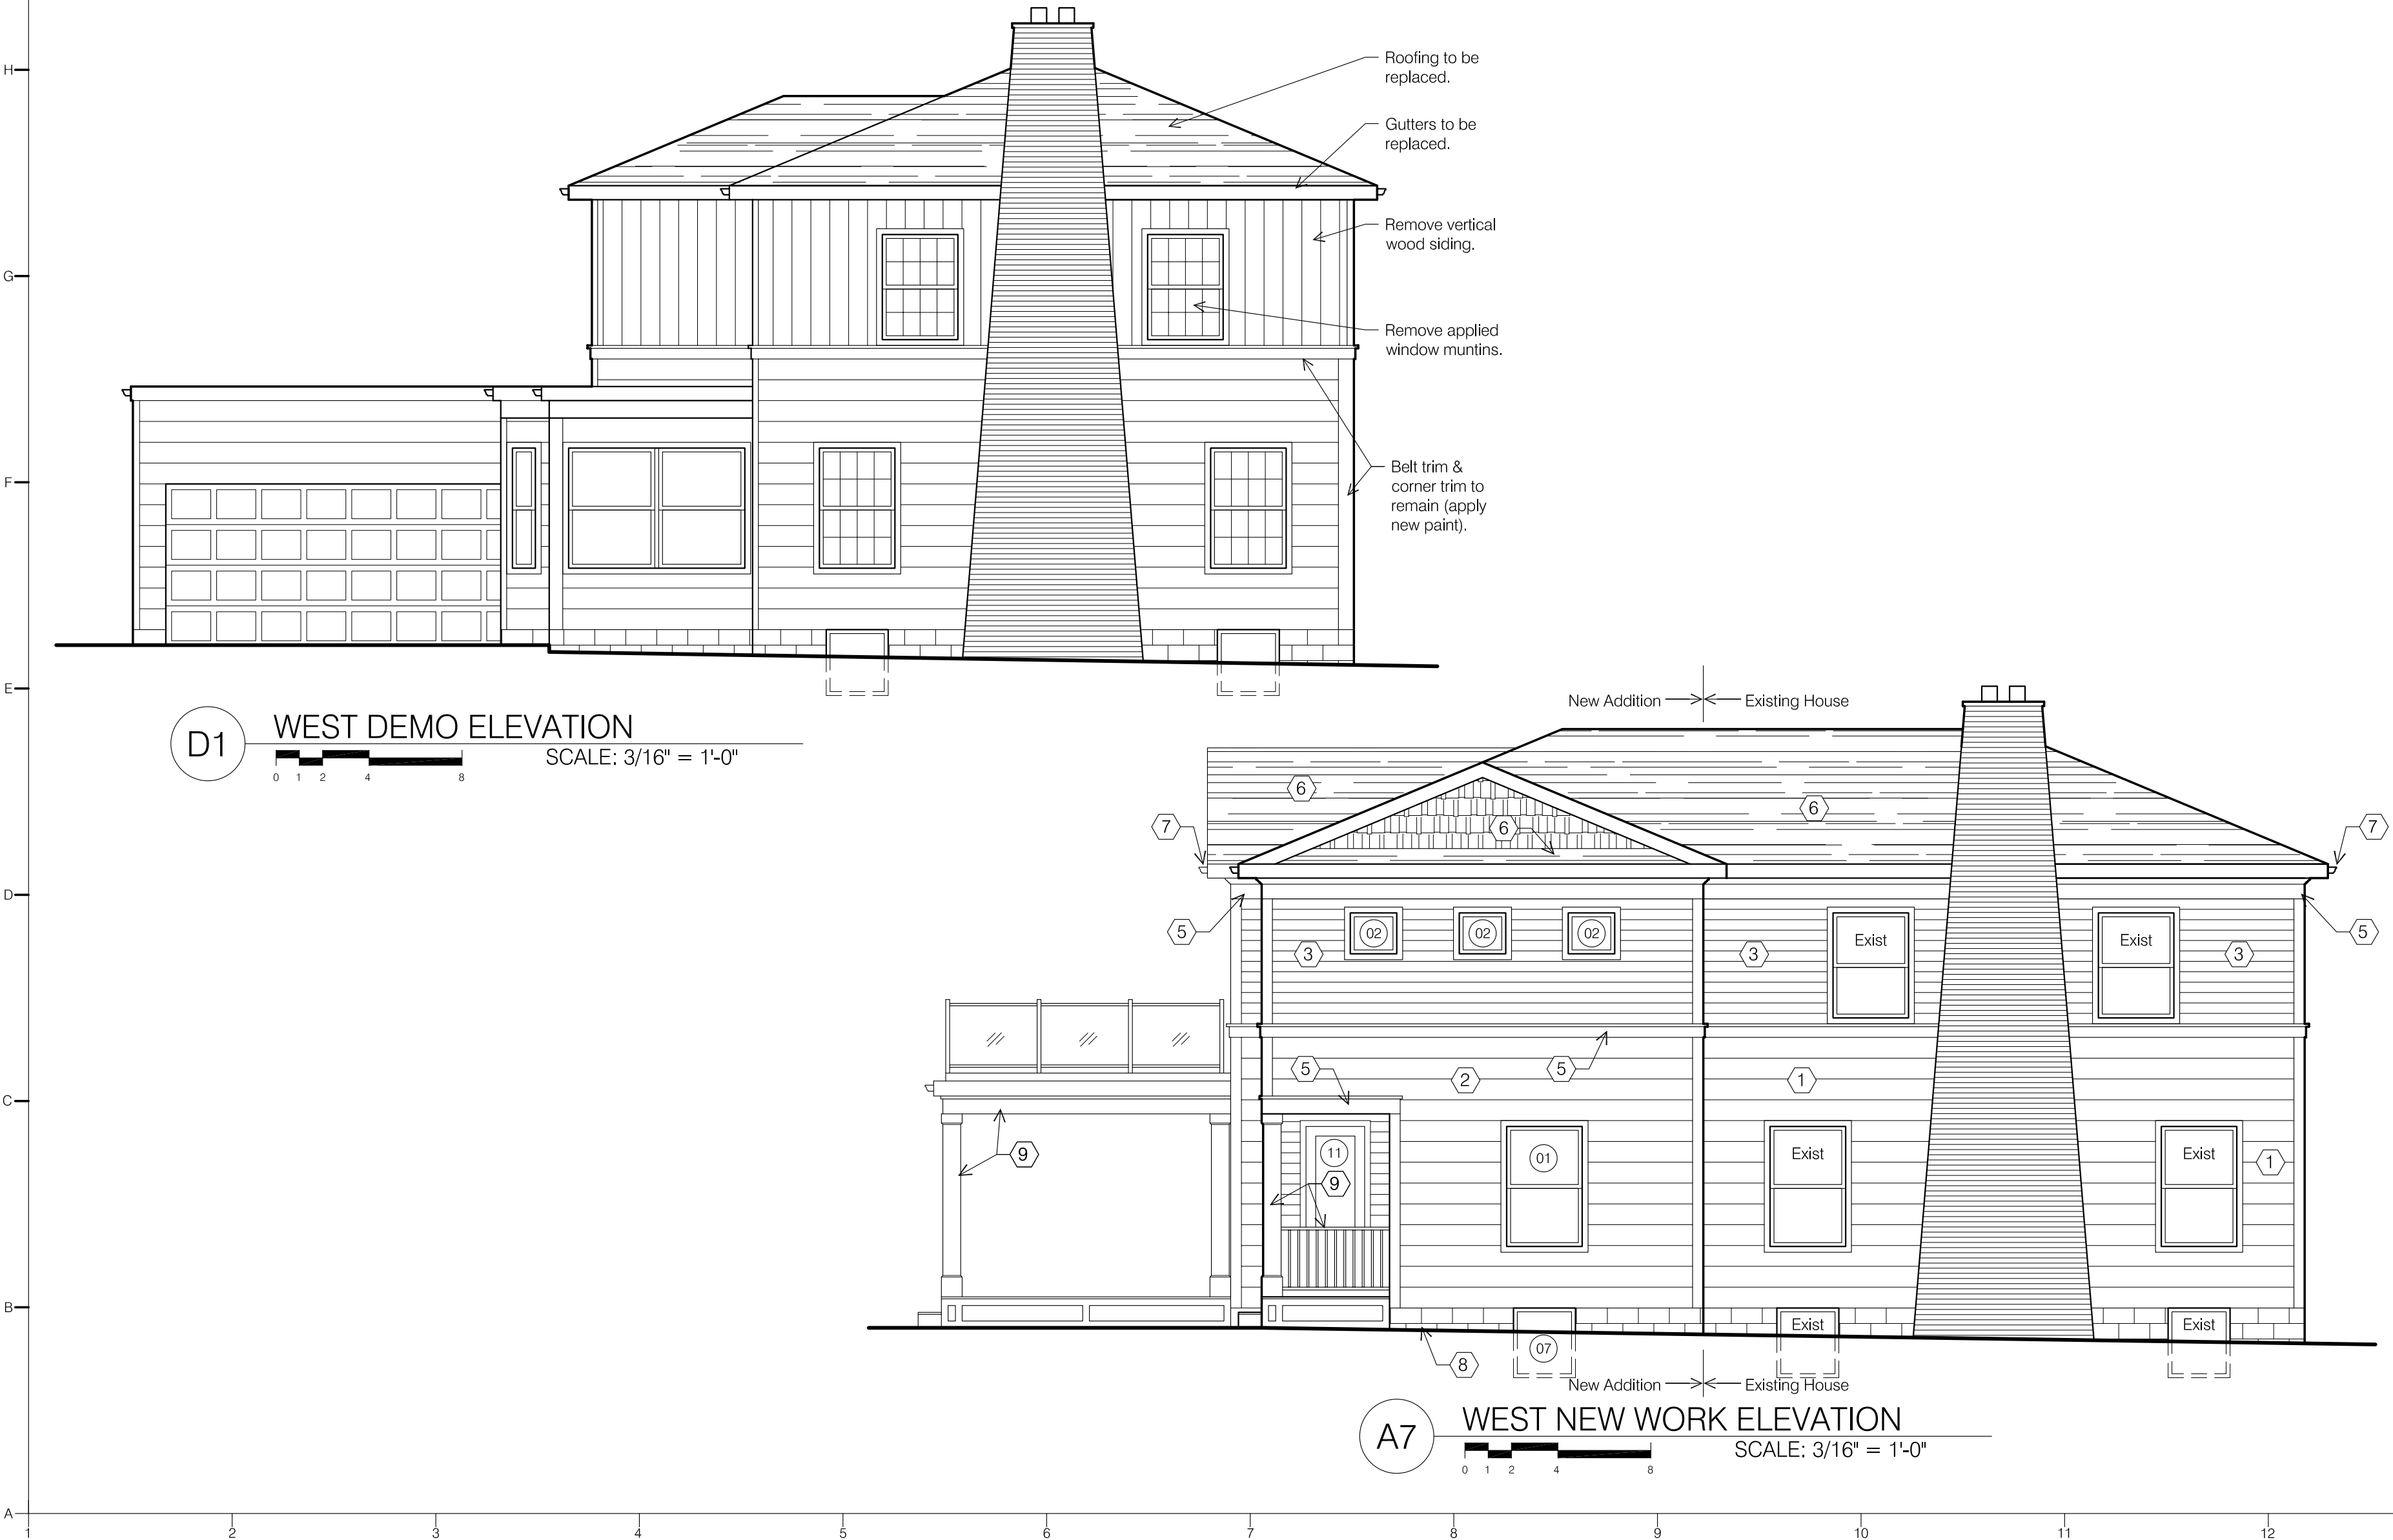 H
G
F
E
D
C
B
A
1 2 3 4 5 6 7 8 9 10 11 12
Roofing to be
replaced.
Gutters to be
replaced.
Remove vertical
wood siding.
Remove applied
window muntins.
Belt trim &
corner trim to
remain (apply
new paint).
D1
WEST DEMO ELEVATION
SCALE: 3/16" = 1'-0"
0 1 2 4 8
New Addition
Existing House
6
6
6
7
7
5
5
02
02
02
3
Exist
3
Exist
3
5
5
2
1
9
11
9
01
Exist
Exist
1
8
07
Exist
Exist
New Addition
Existing House
A7
WEST NEW WORK ELEVATION
SCALE: 3/16" = 1'-0"
0 1 2 4 8